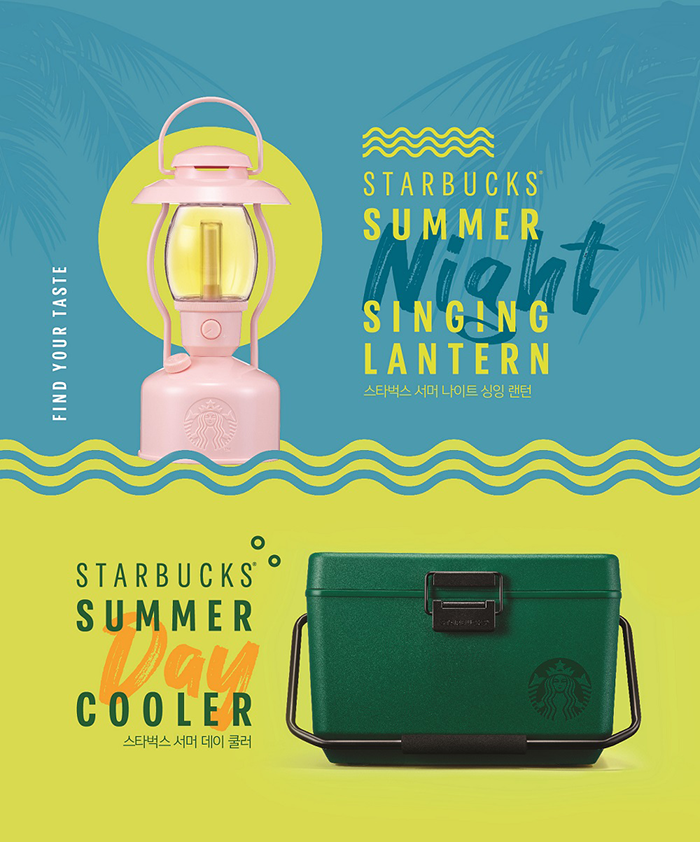 STARBUCKS®
SUMMER
Night
SINGING
LANTERN
스타벅스 서머 나이트 싱잉 랜턴
FIND YOUR TASTE
STARBUCKS®
SUMMER
Day
COOLER
스타벅스 서머 데이 쿨러
STARBUCKS